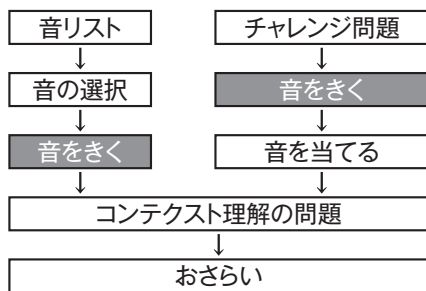 音リスト
チャレンジ問題
↓
↓
音の選択
音をきく
↓
↓
音をきく
音を当てる
↓
↓
コンテクスト理解の問題
↓
おさらい